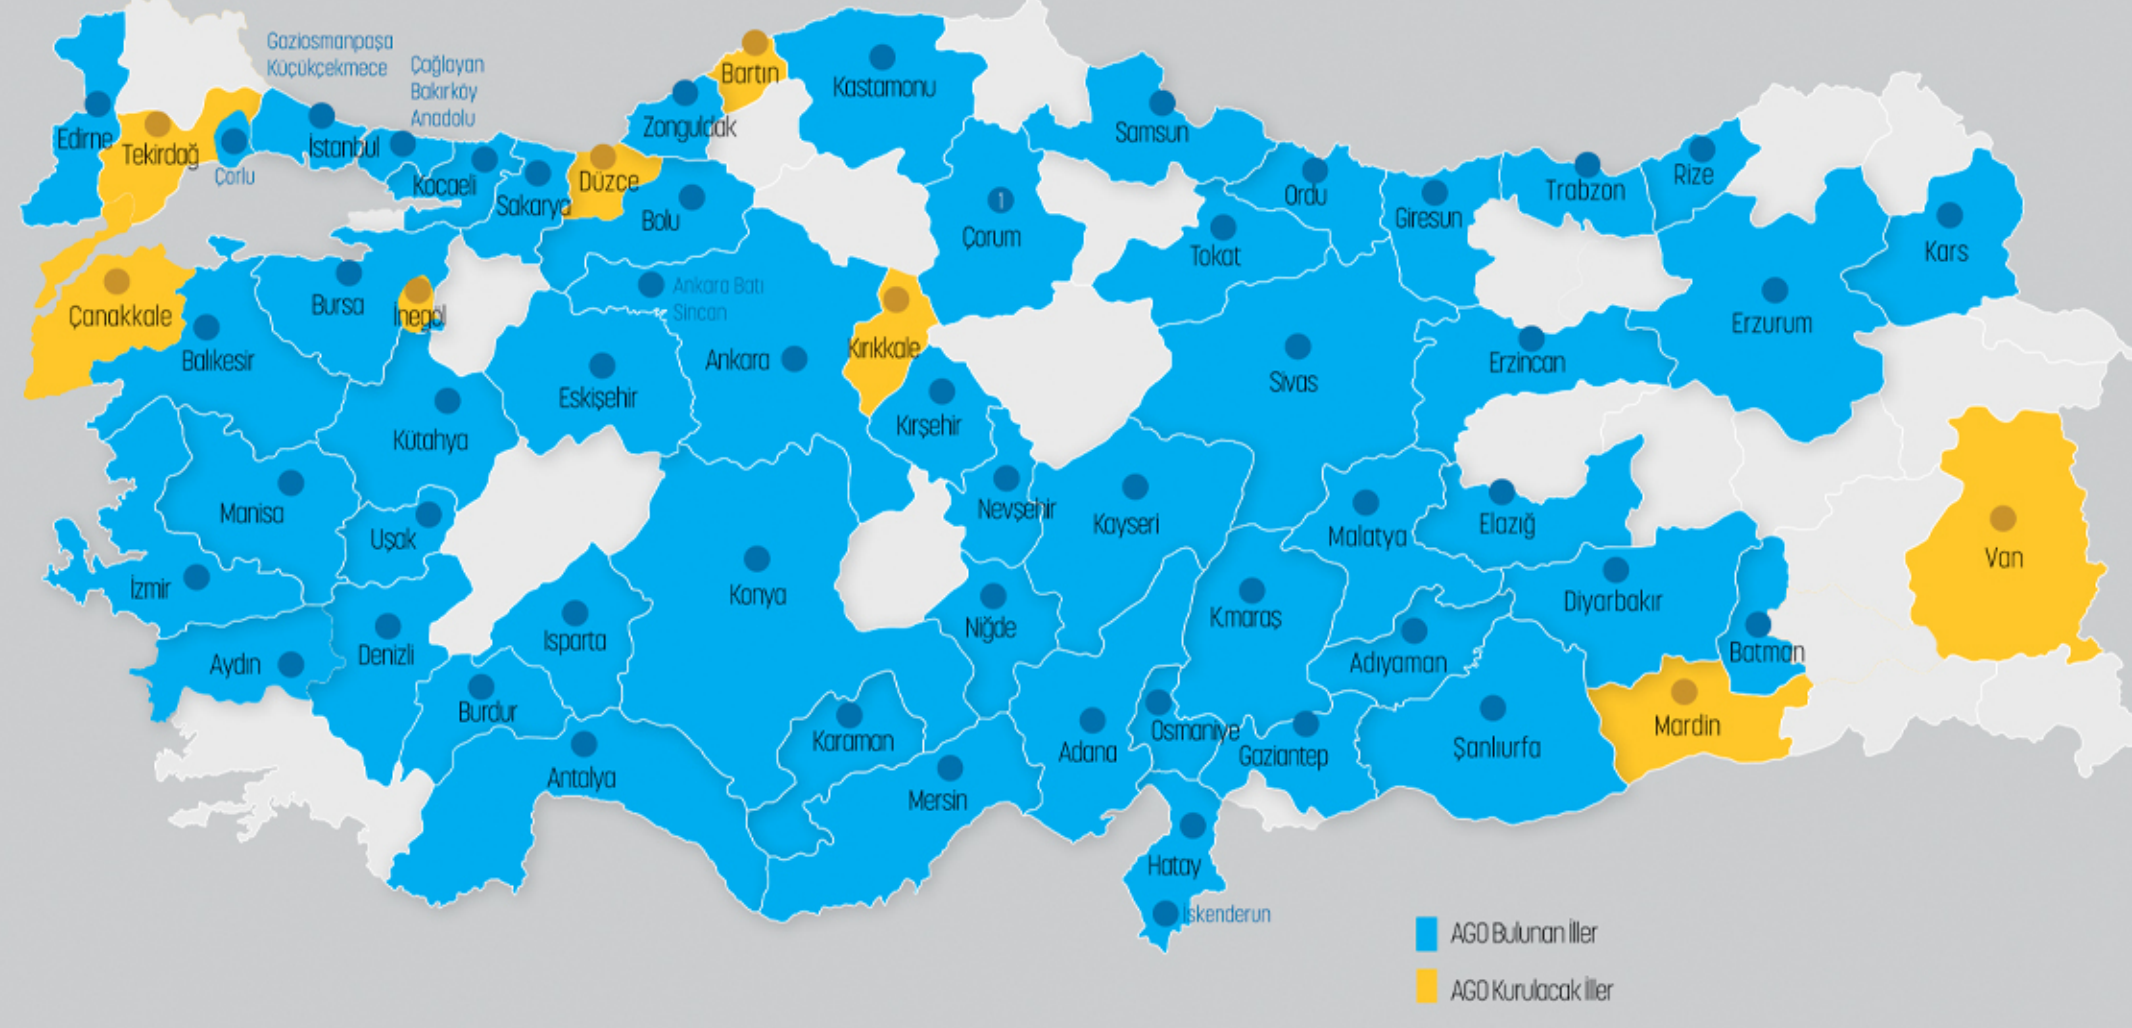 Gaziosmanpaşa
Küçükçekmece
Çağlayan
Bakırköy
Anadolu
Edirne
Tekirdağ
Çorlu
İstanbul
Kocaeli
Sakarya
Düzce
Zonguldak
Bartın
Kastamonu
Bolu
Samsun
1
Çorum
Tokat
Ordu
Giresun
Trabzon
Rize
Kars
Çanakkale
Balıkesir
Bursa
İnegöl
Ankara Batı
Sincan
Ankara
Kırıkkale
Eskişehir
Kütahya
Kırşehir
Sivas
Erzincan
Erzurum
Manisa
Uşak
Nevşehir
Kayseri
Malatya
Elazığ
Van
İzmir
Aydın
Denizli
Isparta
Konya
Niğde
K.maraş
Adıyaman
Diyarbakır
Batman
Burdur
Antalya
Karaman
Mersin
Adana
Osmaniye
Gaziantep
Şanlıurfa
Mardin
Hatay
İskenderun
AGO Bulunan İller
AGO Kurulacak İller